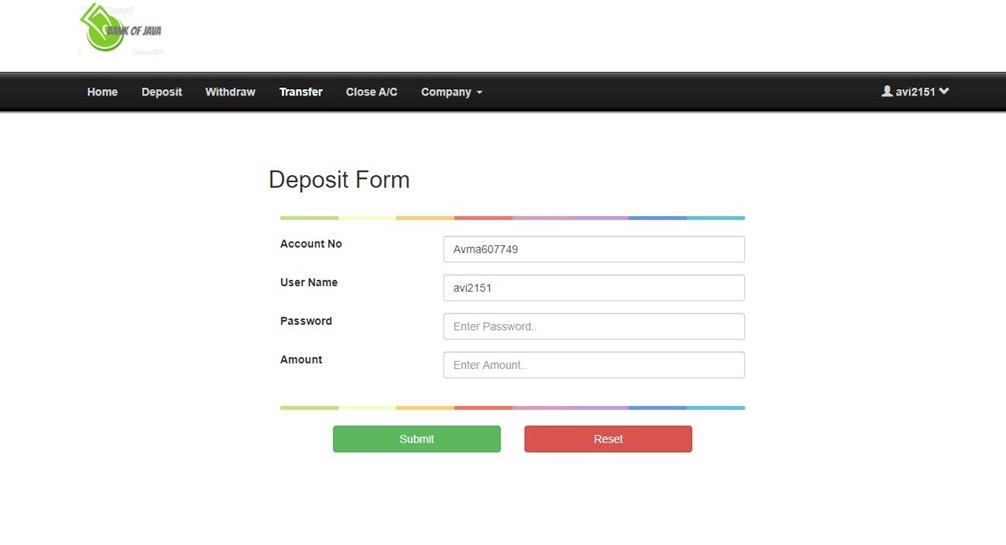 BANK OF JAVA
Home Deposit Withdraw Transfer Close A/C Company avi2151
Deposit Form
Account No Avma607749
User Name avi2151
Password Enter Password..
Amount Enter Amount..
Submit Reset